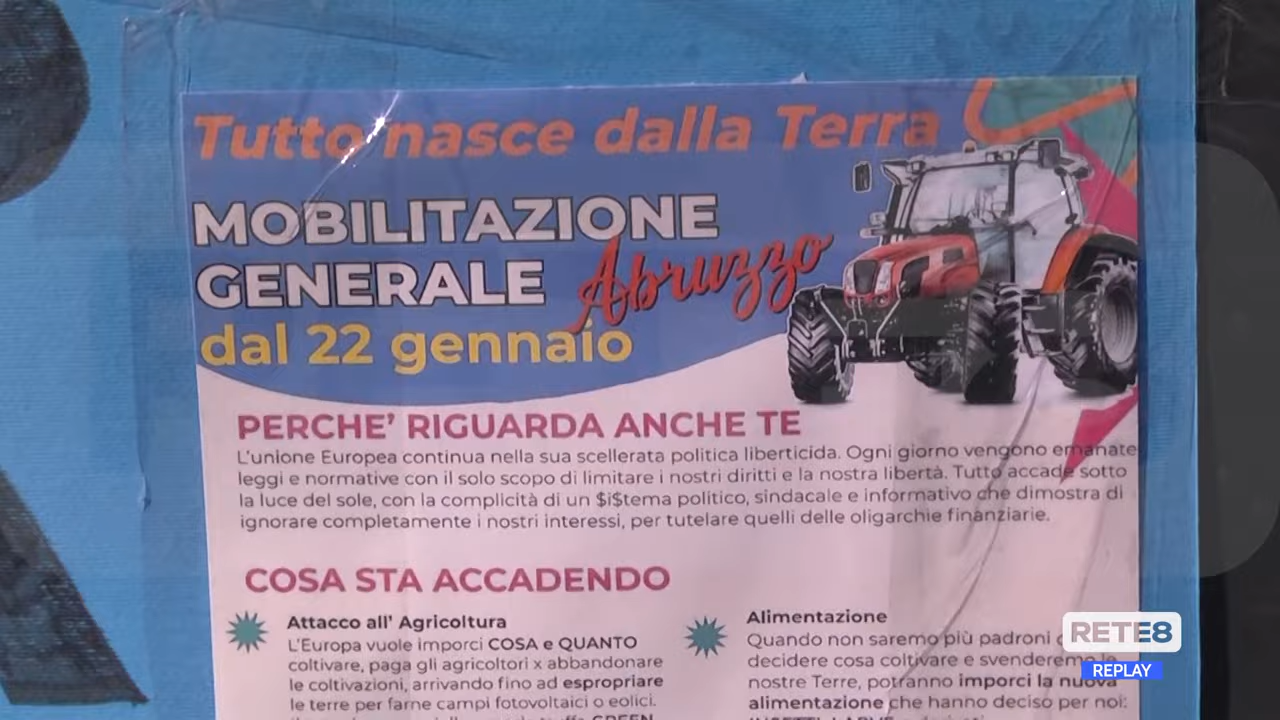 Tutto nasce dalla Terra
MOBILITAZIONE
GENERALE Abruzzo
dal 22 gennaio
PERCHE' RIGUARDA ANCHE TE
L'unione Europea continua nella sua scellerata politica liberticida. Ogni giorno vengono emanate
leggi e normative con il solo scopo di limitare i nostri diritti e la nostra libertà. Tutto accade sotto
la luce del sole, con la complicità di un $i$tema politico, sindacale e informativo che dimostra di
ignorare completamente i nostri interessi, per tutelare quelli delle oligarchie finanziarie.
COSA STA ACCADENDO
Attacco all' Agricoltura
L'Europa vuole imporci COSA e QUANTO
coltivare, paga gli agricoltori x abbandonare
le coltivazioni, arrivando fino ad espropriare
le terre per farne campi fotovoltaici o eolici.
GREEN
Alimentazione
Quando non saremo più padroni
decidere cosa coltivare e svenderemo le
nostre Terre, potranno imporci la nuova
alimentazione che hanno deciso per noi:
INSETTI, LARVE
RETE8
REPLAY